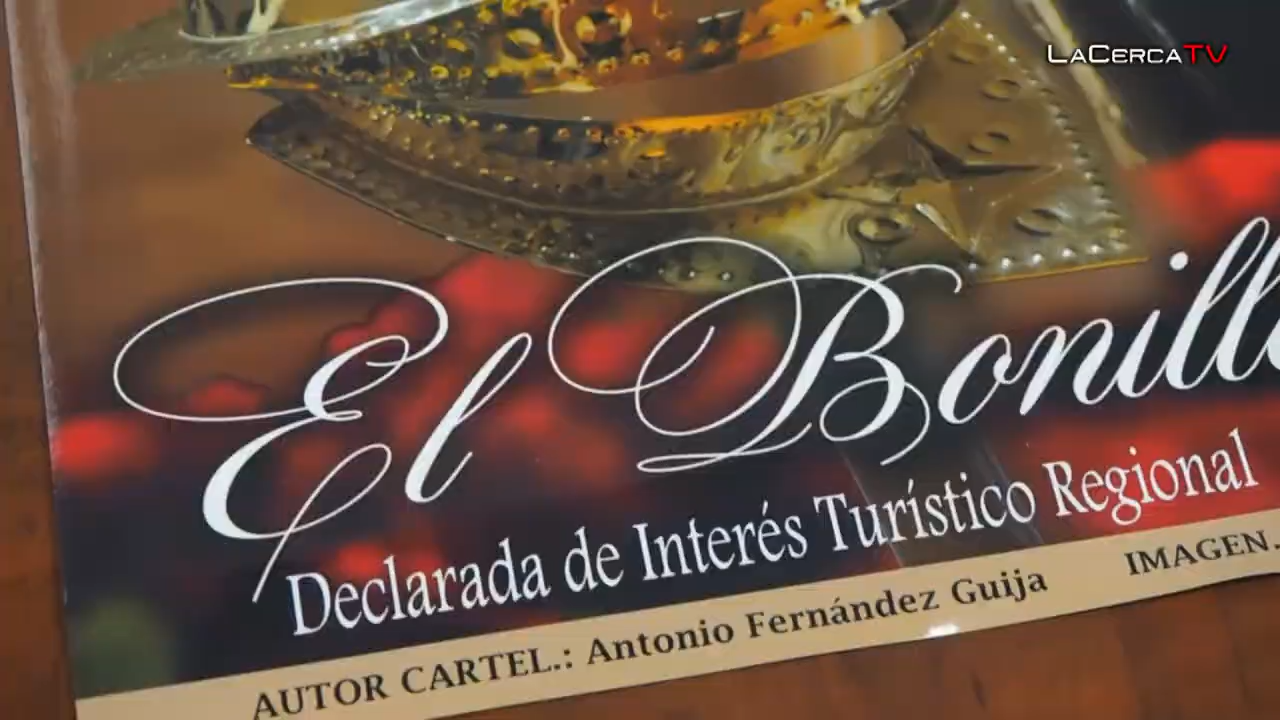 LACERCATV
El Bonill
Declarada de Interés Turístico Regional
AUTOR CARTEL.: Antonio Fernández Guija IMAGEN.